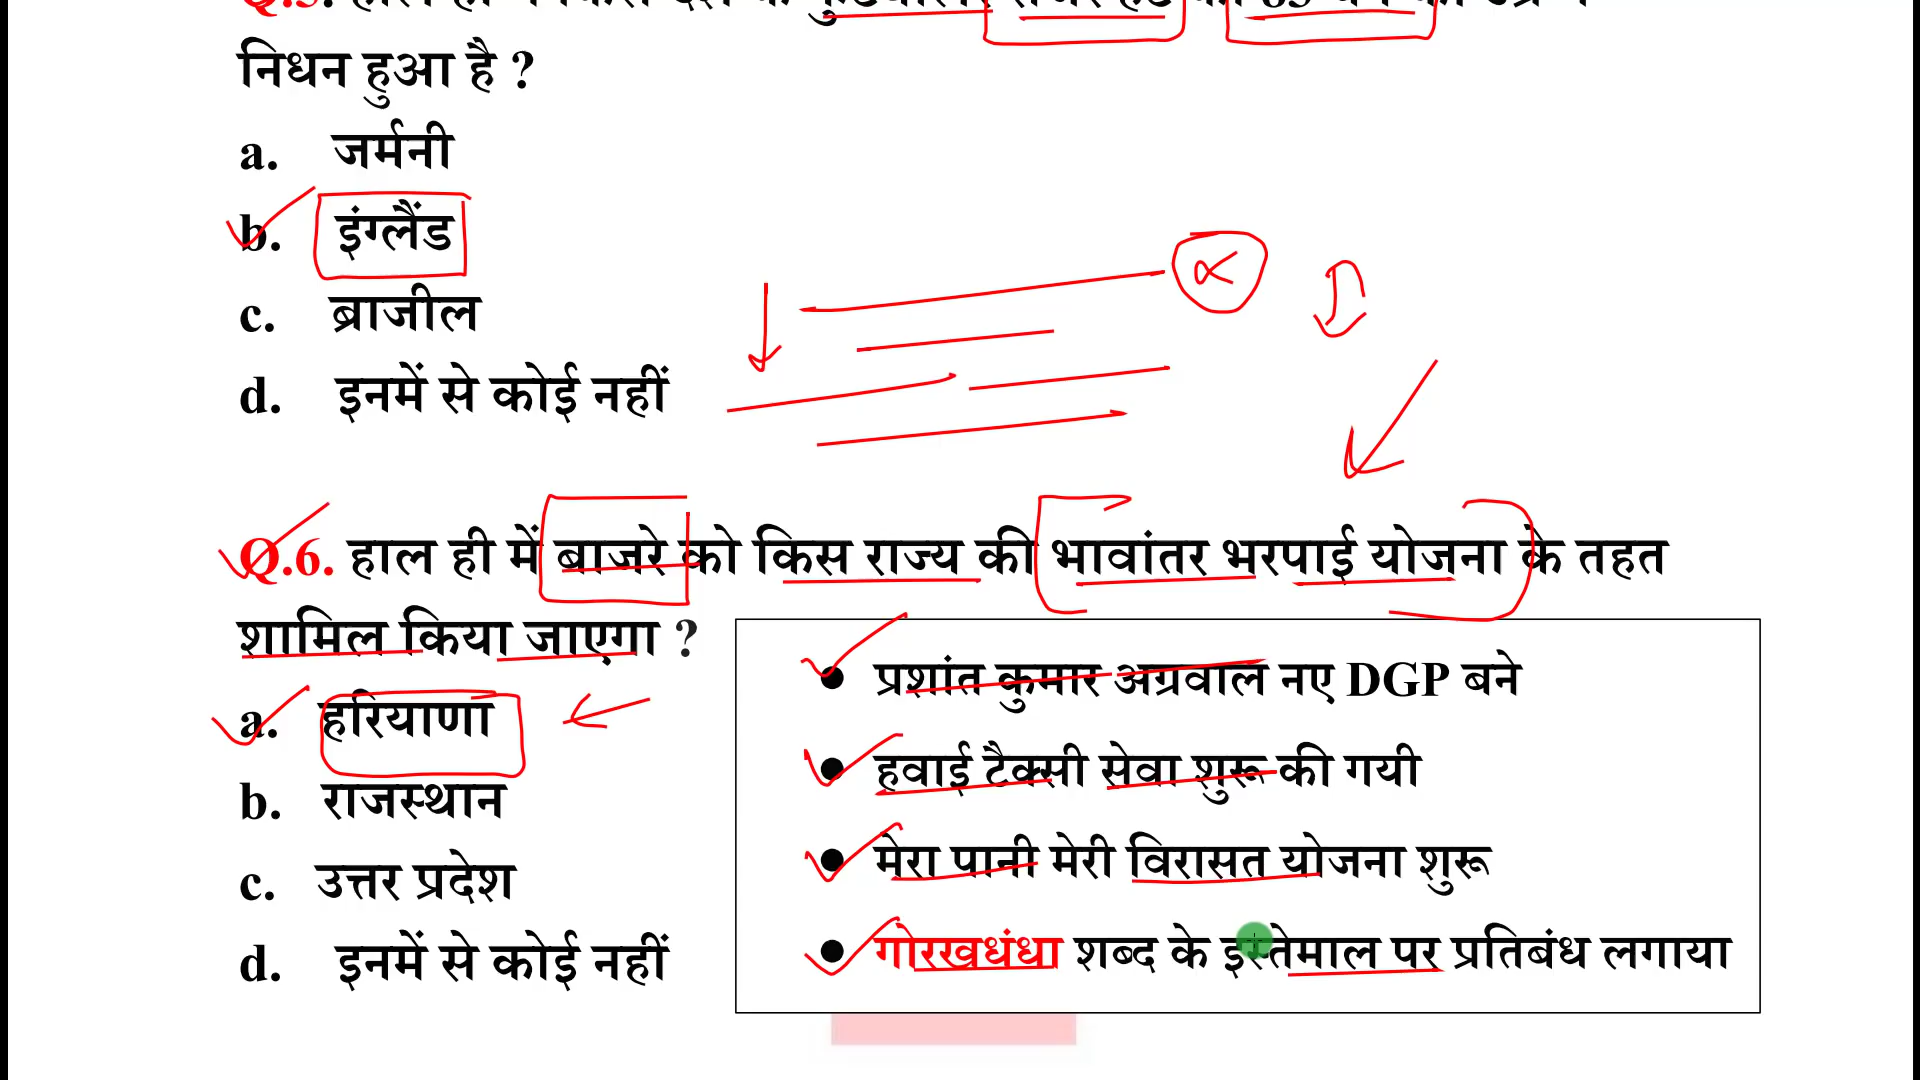 निधन हुआ है ?
a. जर्मनी
b. इंग्लैंड
c. ब्राजील
d. इनमें से कोई नहीं
Q.6. हाल ही में बाजरे को किस राज्य की भावांतर भरपाई योजना के तहत
शामिल किया जाएगा ?
a. हरियाणा
b. राजस्थान
c. उत्तर प्रदेश
d. इनमें से कोई नहीं
● प्रशांत कुमार अग्रवाल नए DGP बने
● हवाई टैक्सी सेवा शुरू की गयी
● मेरा पानी मेरी विरासत योजना शुरू
● गोरखधंधा शब्द के इस्तेमाल पर प्रतिबंध लगाया